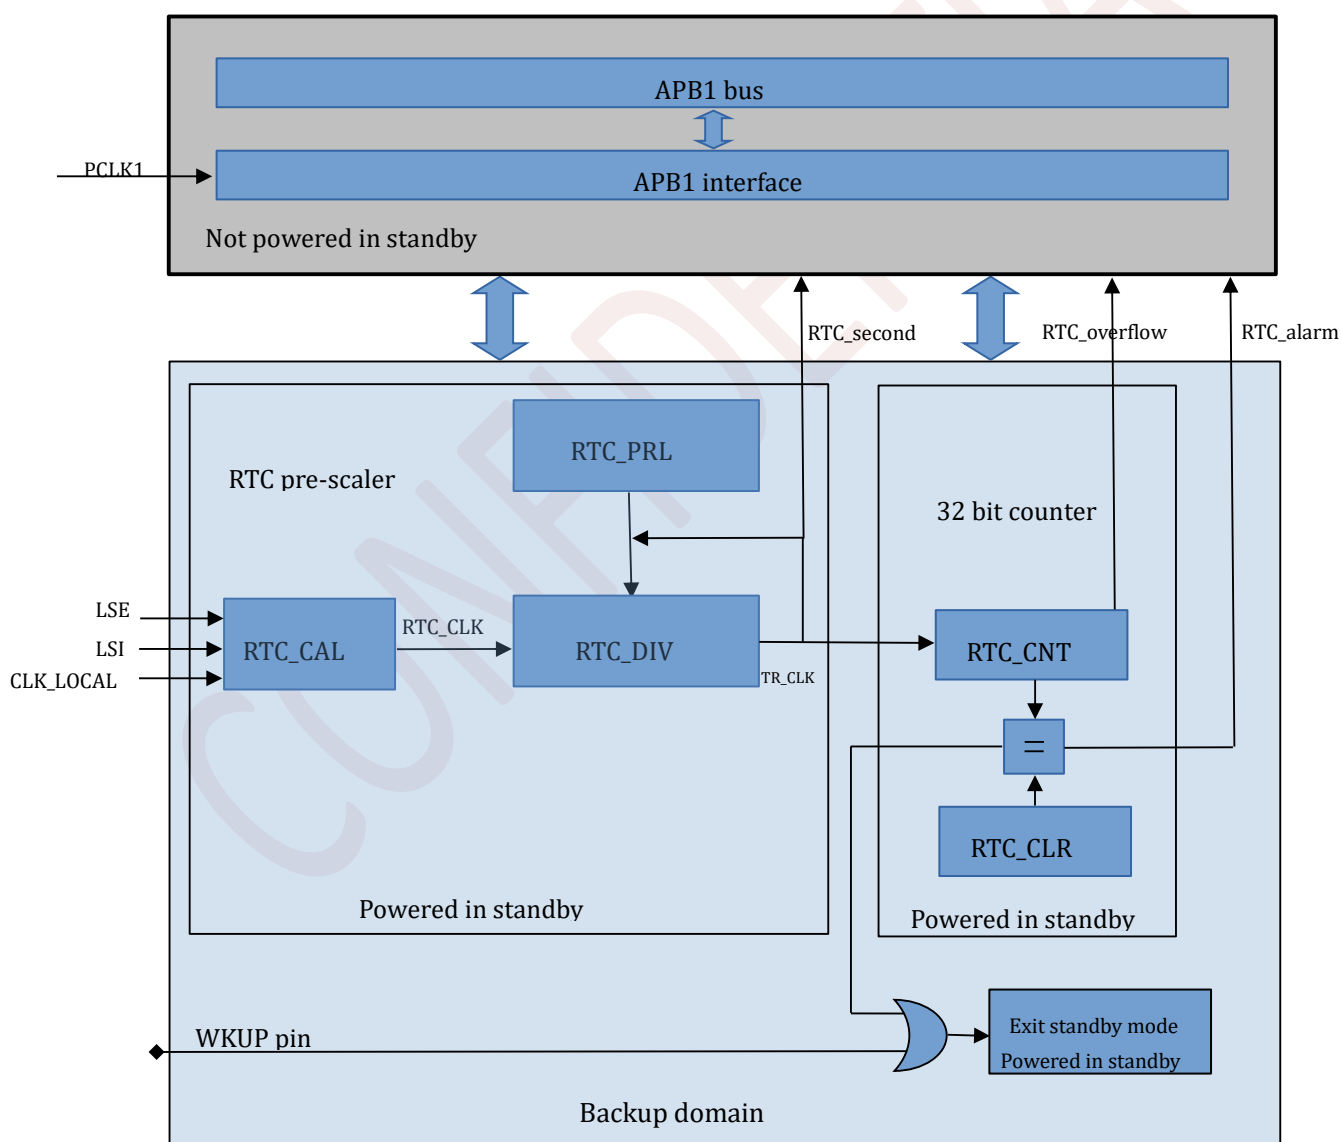 APB1 bus
PCLK1
APB1 interface
Not powered in standby
RTC_second
RTC_overflow
RTC_alarm
RTC_PRL
RTC pre-scaler
32 bit counter
LSE
LSI
CLK_LOCAL
RTC_CAL
RTC_CLK
RTC_DIV
TR_CLK
RTC_CNT
=
RTC_CLR
Powered in standby
Powered in standby
WKUP pin
Exit standby mode
Powered in standby
Backup domain